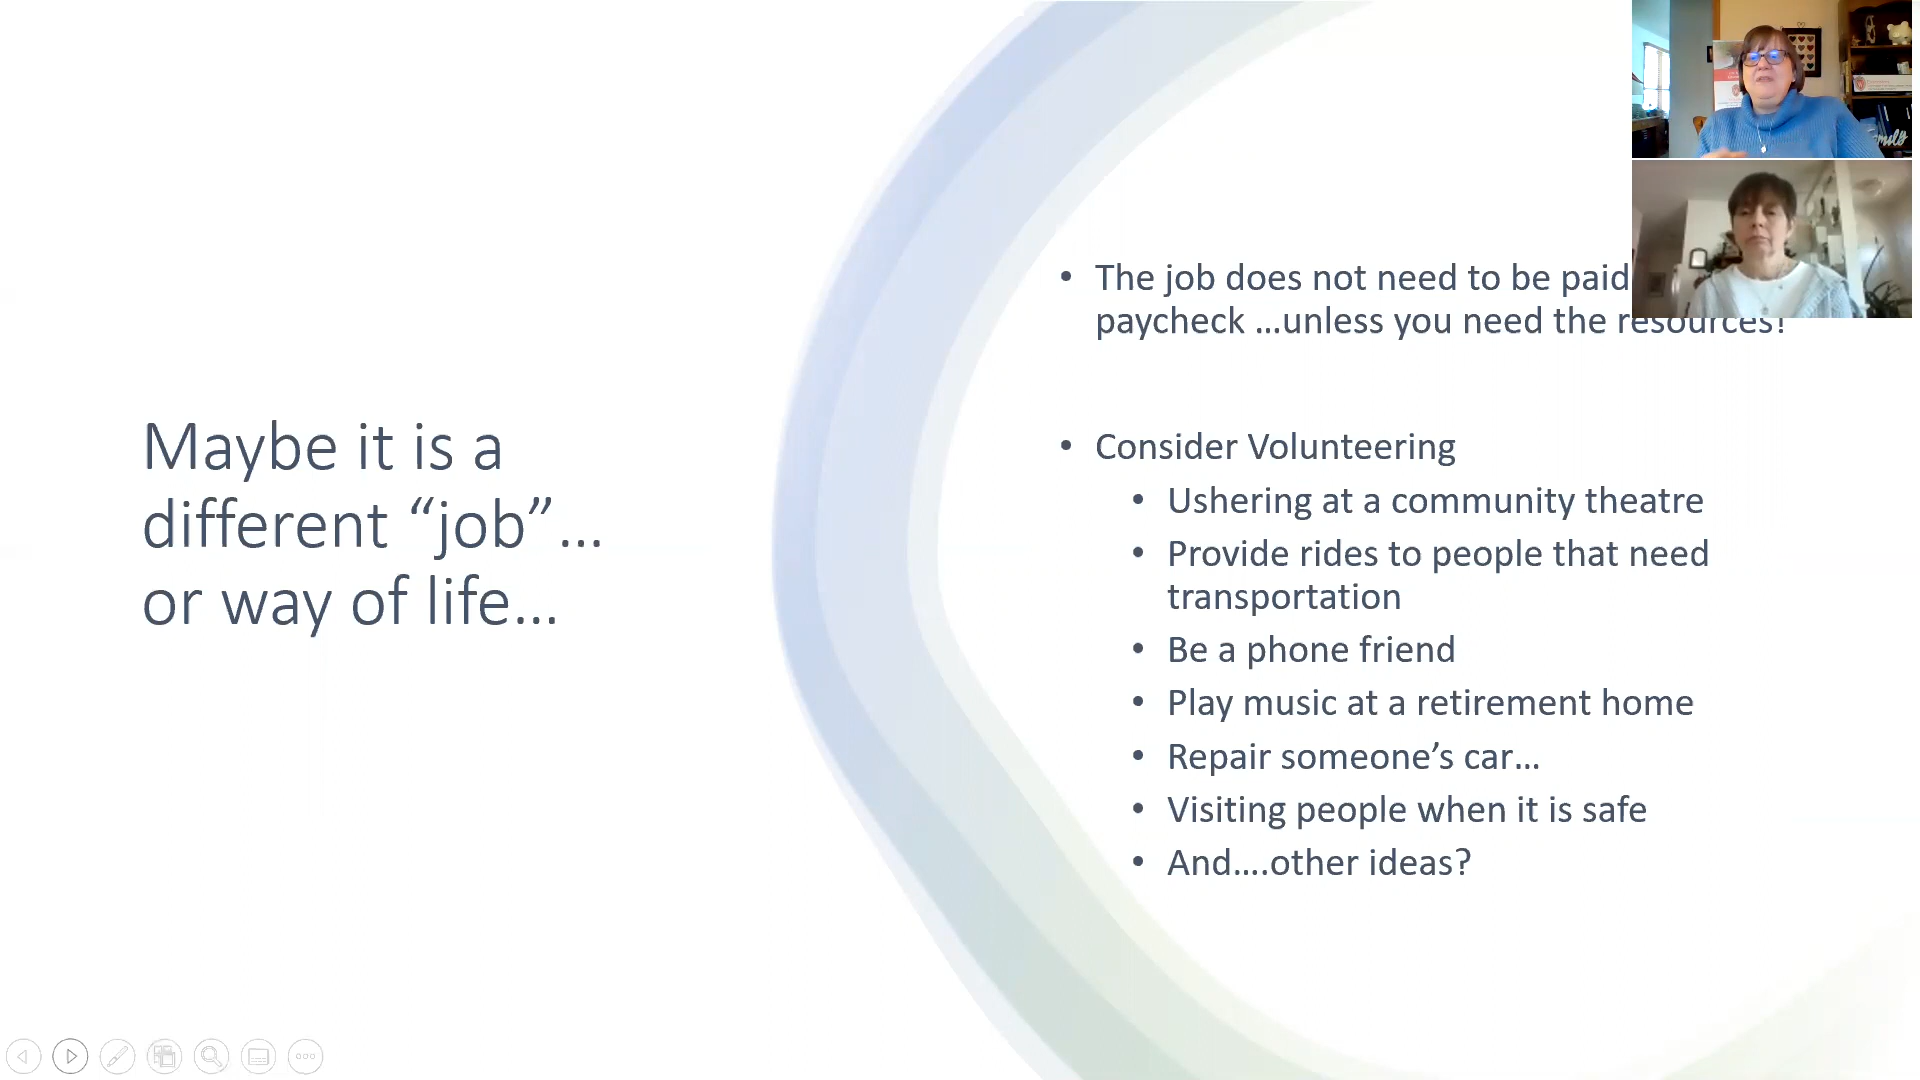 Maybe it is a
different “job”...
or way of life...
• The job does not need to be paid
paycheck ...unless you need the resources!
• Consider Volunteering
• Ushering at a community theatre
• Provide rides to people that need
transportation
• Be a phone friend
• Play music at a retirement home
• Repair someone’s car...
• Visiting people when it is safe
• And....other ideas?